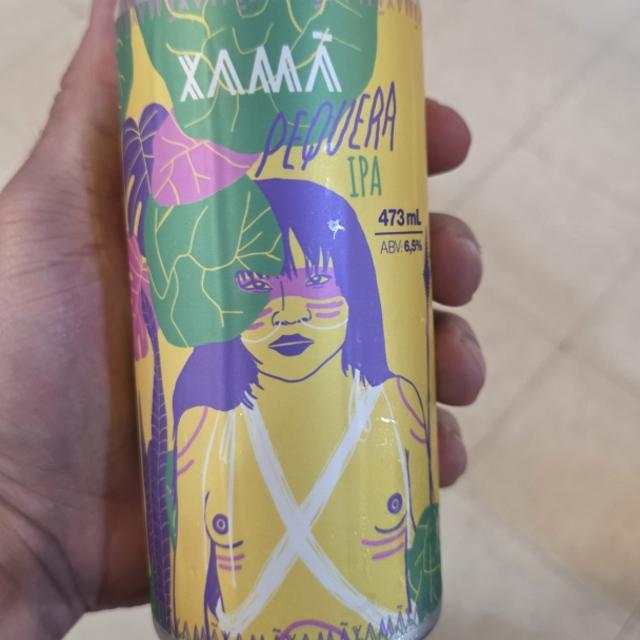 XAMÃ
PEQUERA
IPA
473 mL
ABV: 6,5%